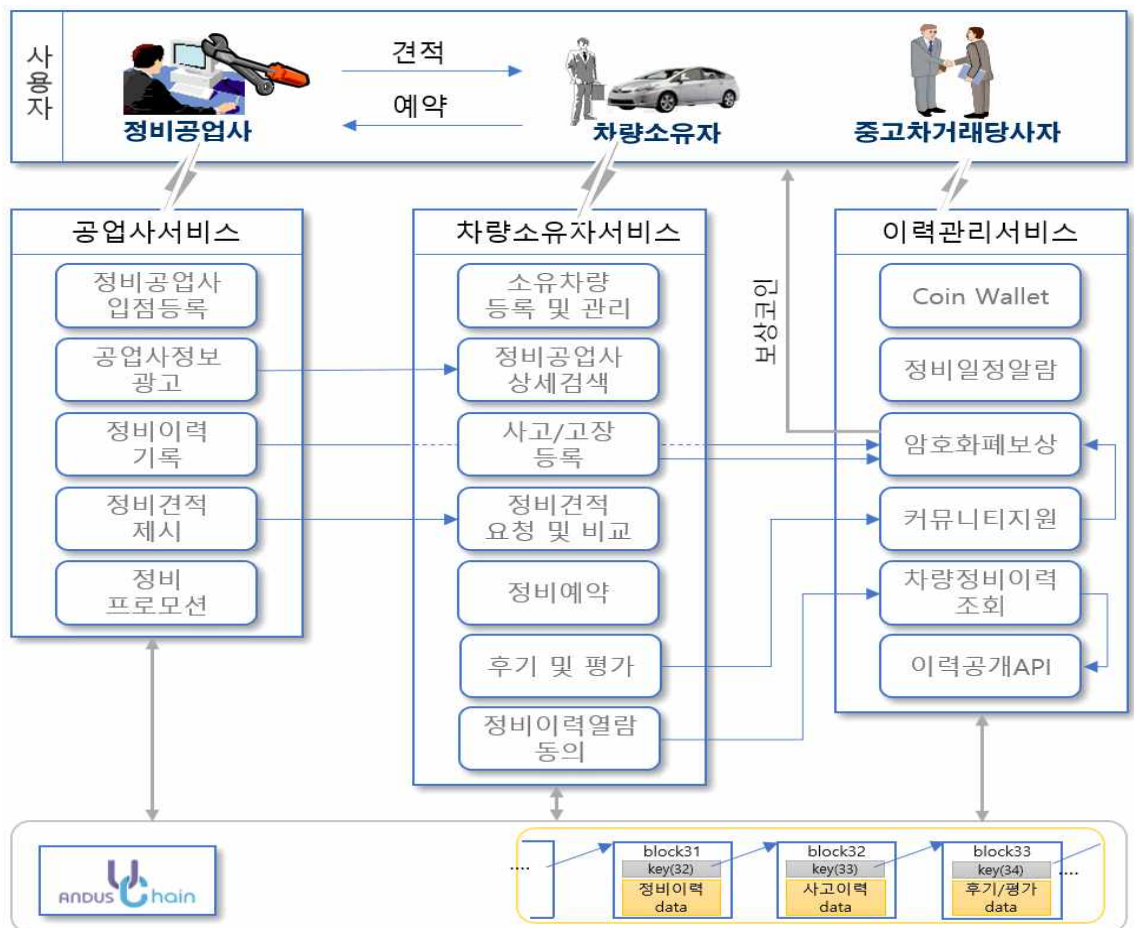 사용자
견적
예약
정비공업사
차량소유자
중고차거래당사자
공업사서비스
정비공업사
입점등록
공업사정보
광고
정비이력
기록
정비견적
제시
정비
프로모션
차량소유자서비스
소유차량
등록 및 관리
정비공업사
상세검색
사고/고장
등록
정비견적
요청 및 비교
정비예약
후기 및 평가
정비이력열람
동의
보상코인
이력관리서비스
Coin Wallet
정비일정알람
암호화폐보상
커뮤니티지원
차량정비이력
조회
이력공개API
ANDUS UChain
....
block31
key(32)
정비이력
data
block32
key(33)
사고이력
data
block33
key(34)
후기/평가
data
....